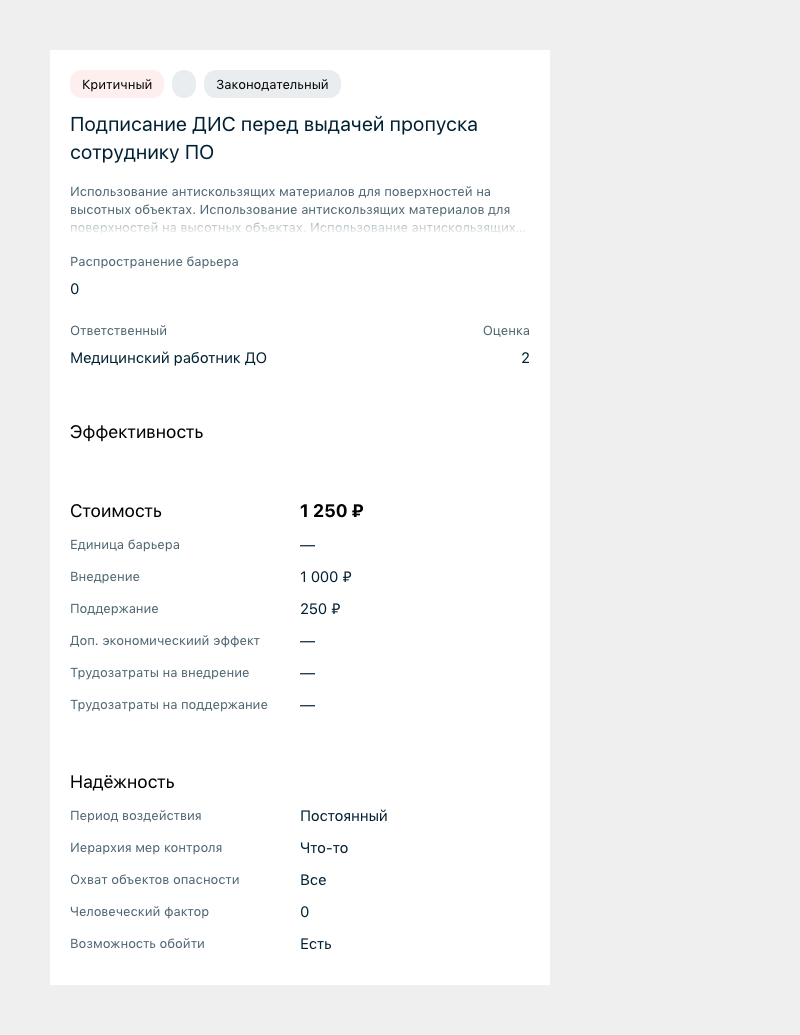 Критичный Законодательный
Подписание ДИС перед выдачей пропуска
сотруднику ПО
Использование антискользящих материалов для поверхностей на
высотных объектах. Использование антискользящих материалов для
поверхностей на высотных объектах. Использование антискользящих...
Распространение барьера
0
Ответственный Оценка
Медицинский работник ДО 2
Эффективность
Стоимость 1 250 ₽
Единица барьера —
Внедрение 1 000 ₽
Поддержание 250 ₽
Доп. экономическиий эффект —
Трудозатраты на внедрение —
Трудозатраты на поддержание —
Надёжность
Период воздействия Постоянный
Иерархия мер контроля Что-то
Охват объектов опасности Все
Человеческий фактор 0
Возможность обойти Есть